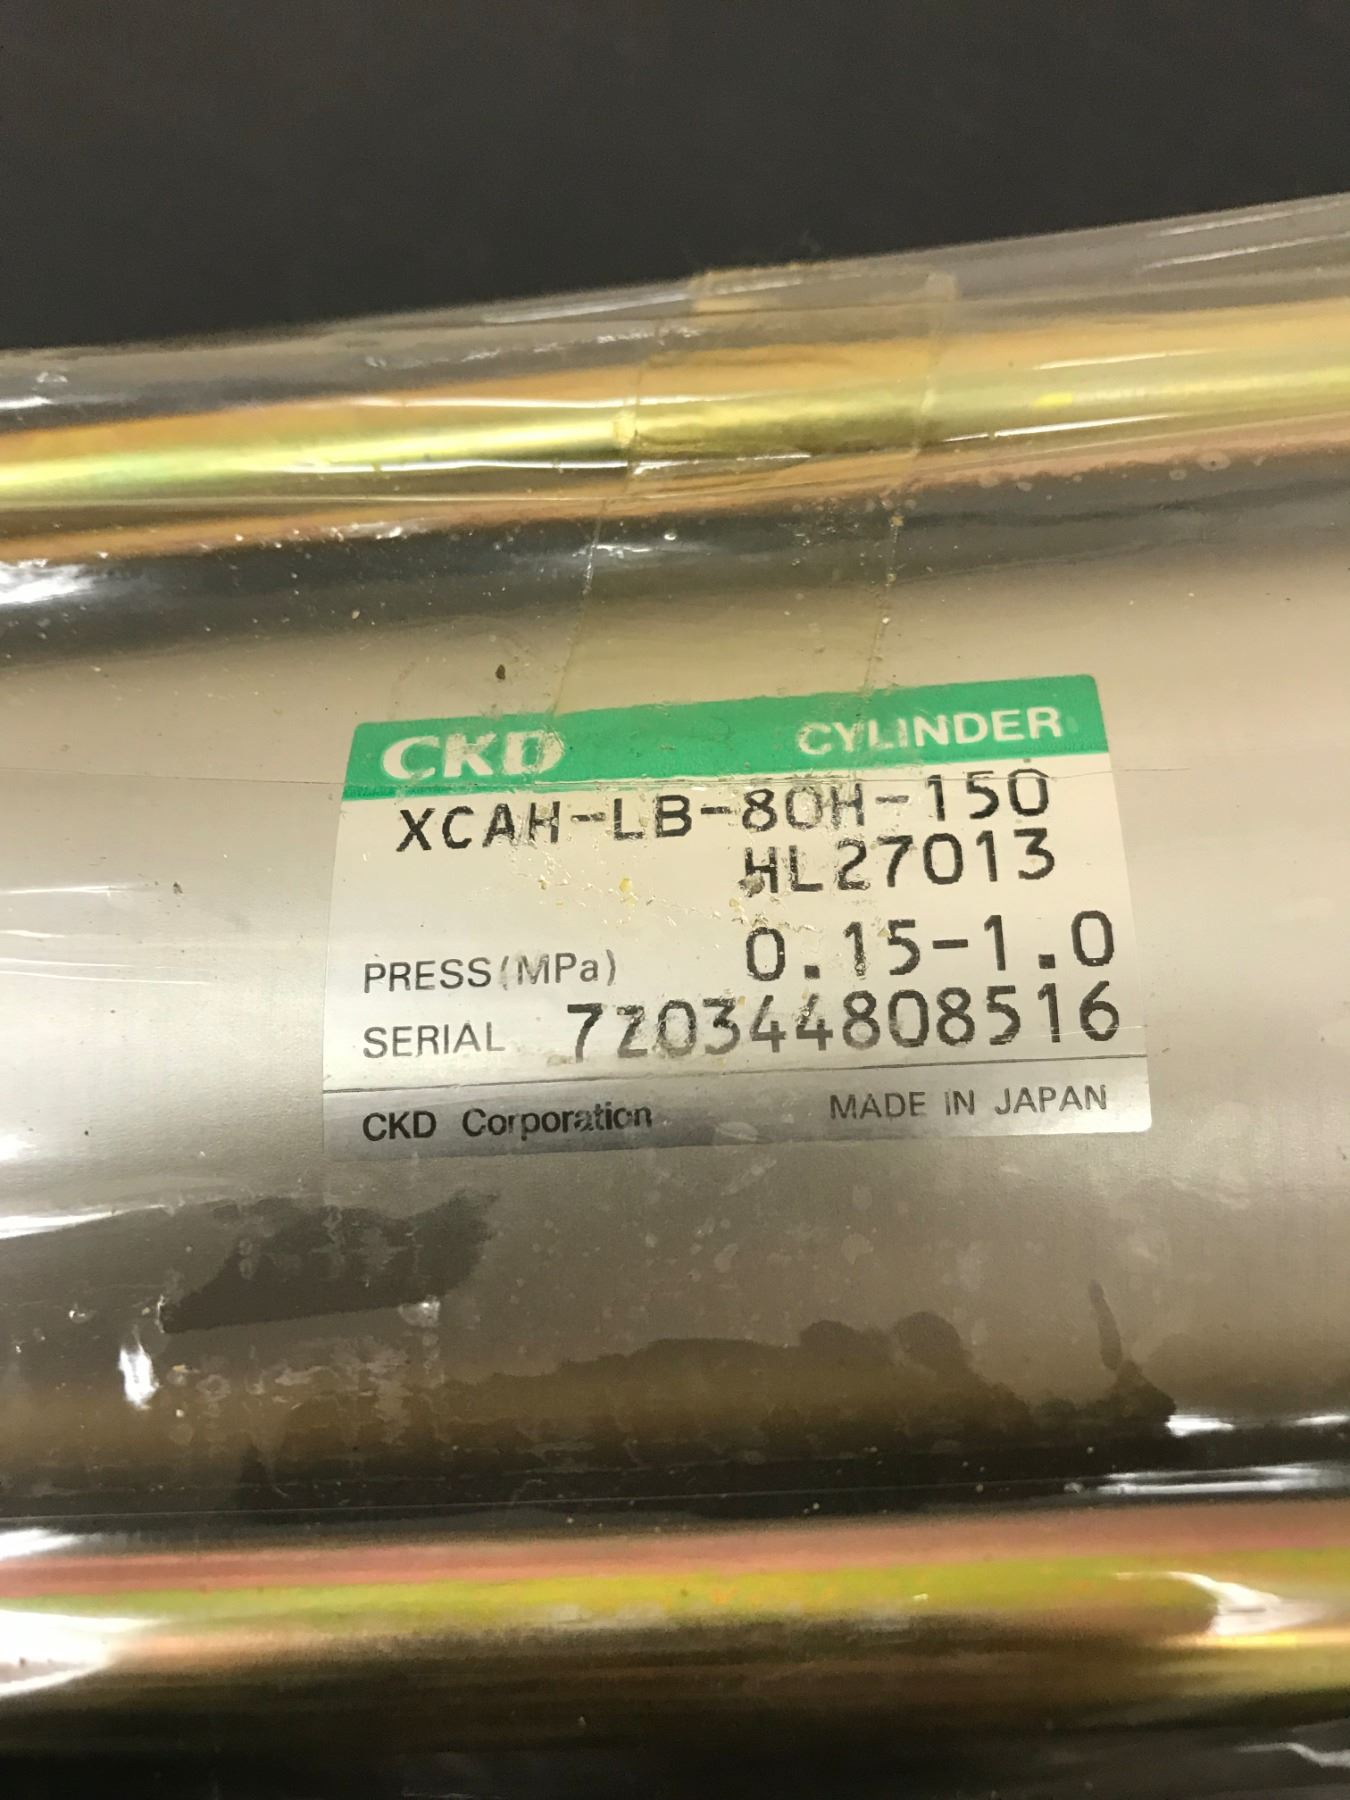 CKD CYLINDER
XCAH-LB-80H-150
HL27013
PRESS(MPa) 0.15-1.0
SERIAL 7Z0344808516
CKD Corporation MADE IN JAPAN